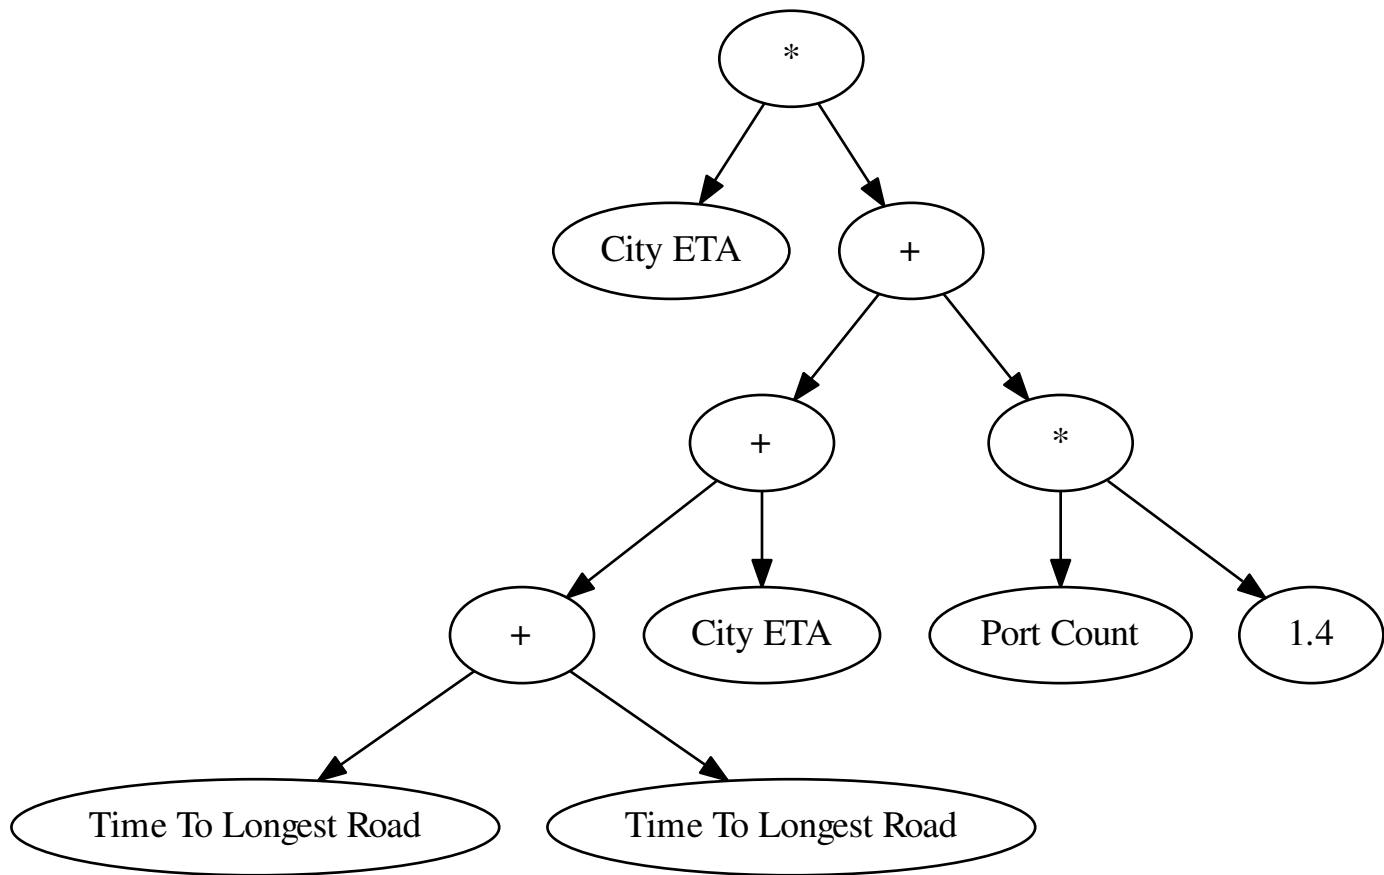 *
City ETA
+
+
*
+
City ETA
Port Count
1.4
Time To Longest Road
Time To Longest Road